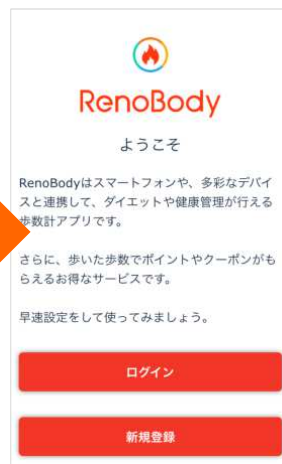 RenoBody
ようこそ
RenoBodyはスマートフォンや、多彩なデバイ
スと連携して、ダイエットや健康管理が行える
歩数計アプリです。
さらに、歩いた歩数でポイントやクーポンがも
らえるお得なサービスです。
早速設定をして使ってみましょう。
ログイン
新規登録